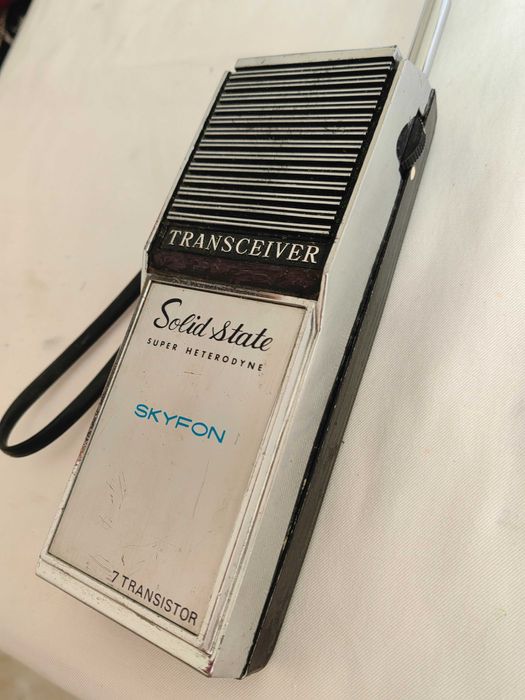 TRANSCEIVER
Solid State
SUPER HETERODYNE
SKYFON
7 TRANSISTOR